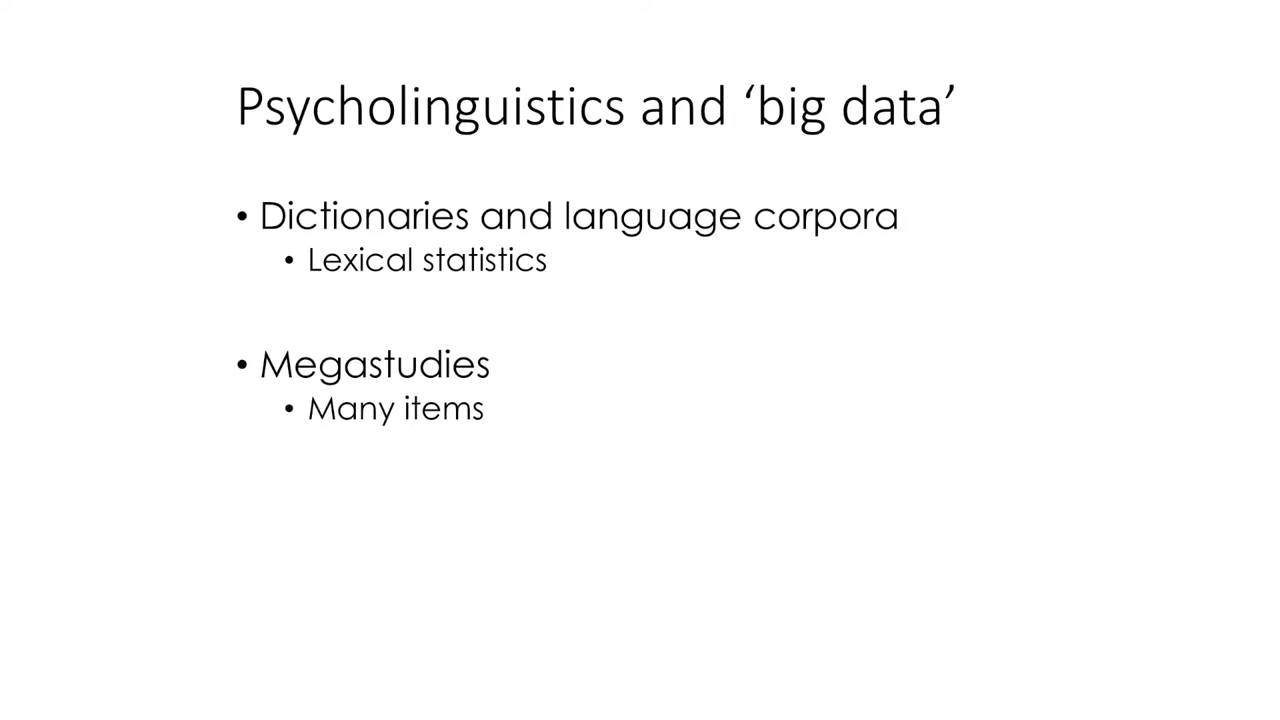 Psycholinguistics and ‘big data’
• Dictionaries and language corpora
• Lexical statistics
• Megastudies
• Many items